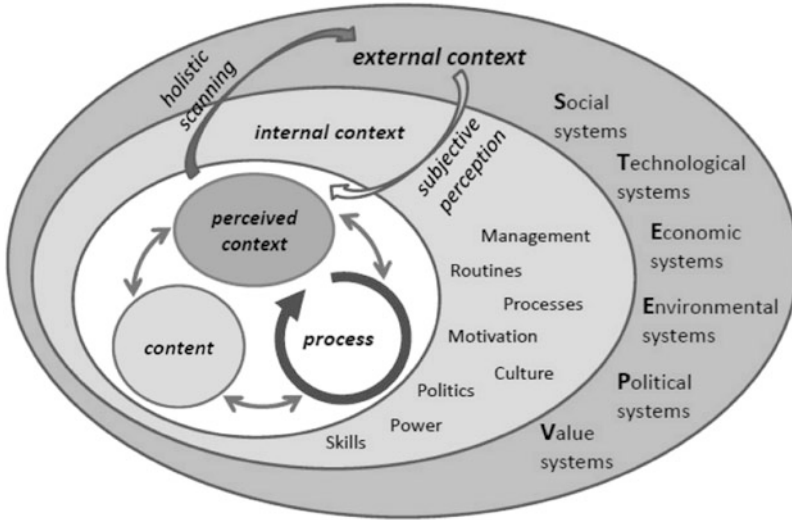 holistic
scanning
external context
internal context
subjective
perception
perceived
context
content
process
Management
Routines
Processes
Motivation
Culture
Politics
Power
Skills
Social
systems
Technological
systems
Economic
systems
Environmental
systems
Political
systems
Value
systems